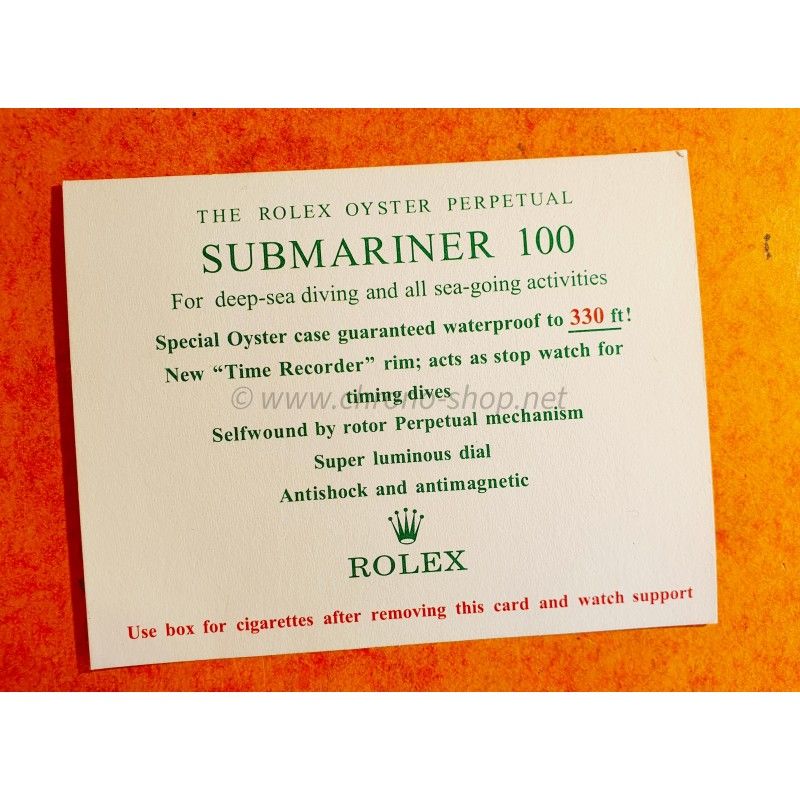 THE ROLEX OYSTER PERPETUAL
SUBMARINER 100
For deep-sea diving and all sea-going activities
Special Oyster case guaranteed waterproof to 330 ft!
New “Time Recorder” rim; acts as stop watch for
timing dives
© www.chrono-shop.net
Selfwound by rotor Perpetual mechanism
Super luminous dial
Antishock and antimagnetic
ROLEX
Use box for cigarettes after removing this card and watch support